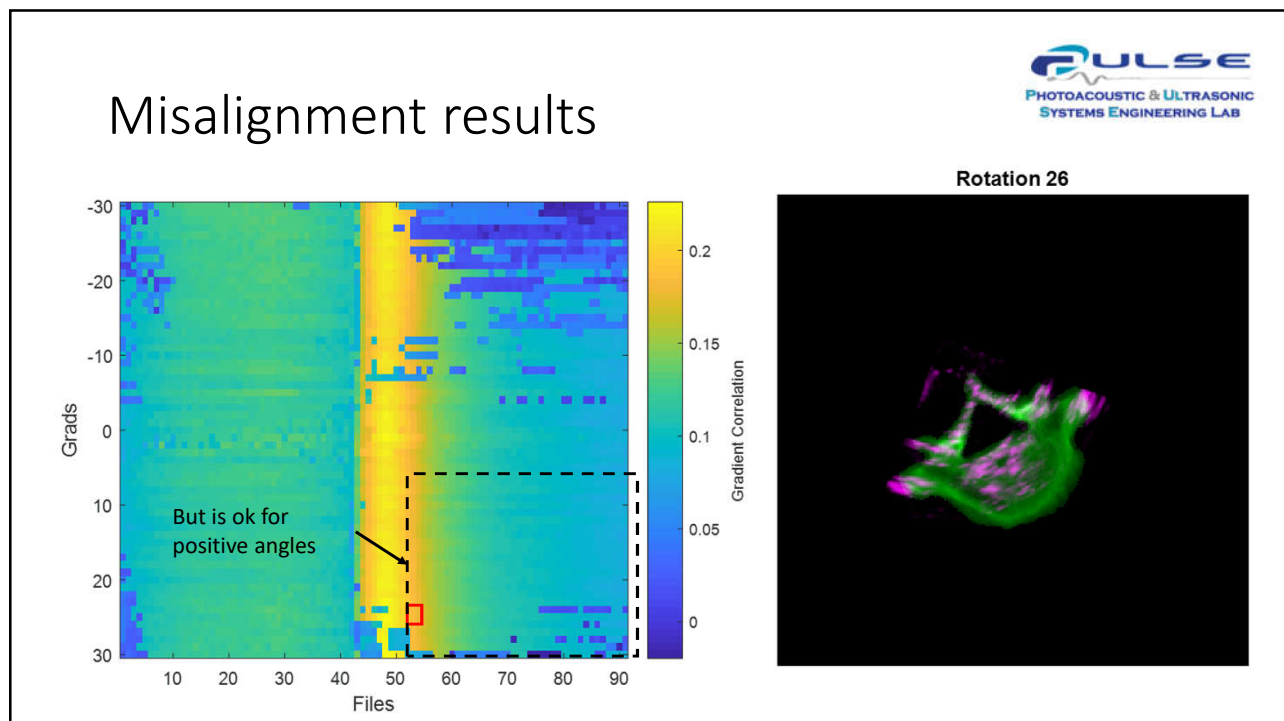 PULSE
PHOTOACOUSTIC & ULTRASONIC
SYSTEMS ENGINEERING LAB
Misalignment results
-30
-20
-10
0
10
20
30
Grads
But is ok for
positive angles
10
20
30
40
50
60
70
80
90
Files
0.2
0.15
0.1
0.05
0
Gradient Correlation
Rotation 26